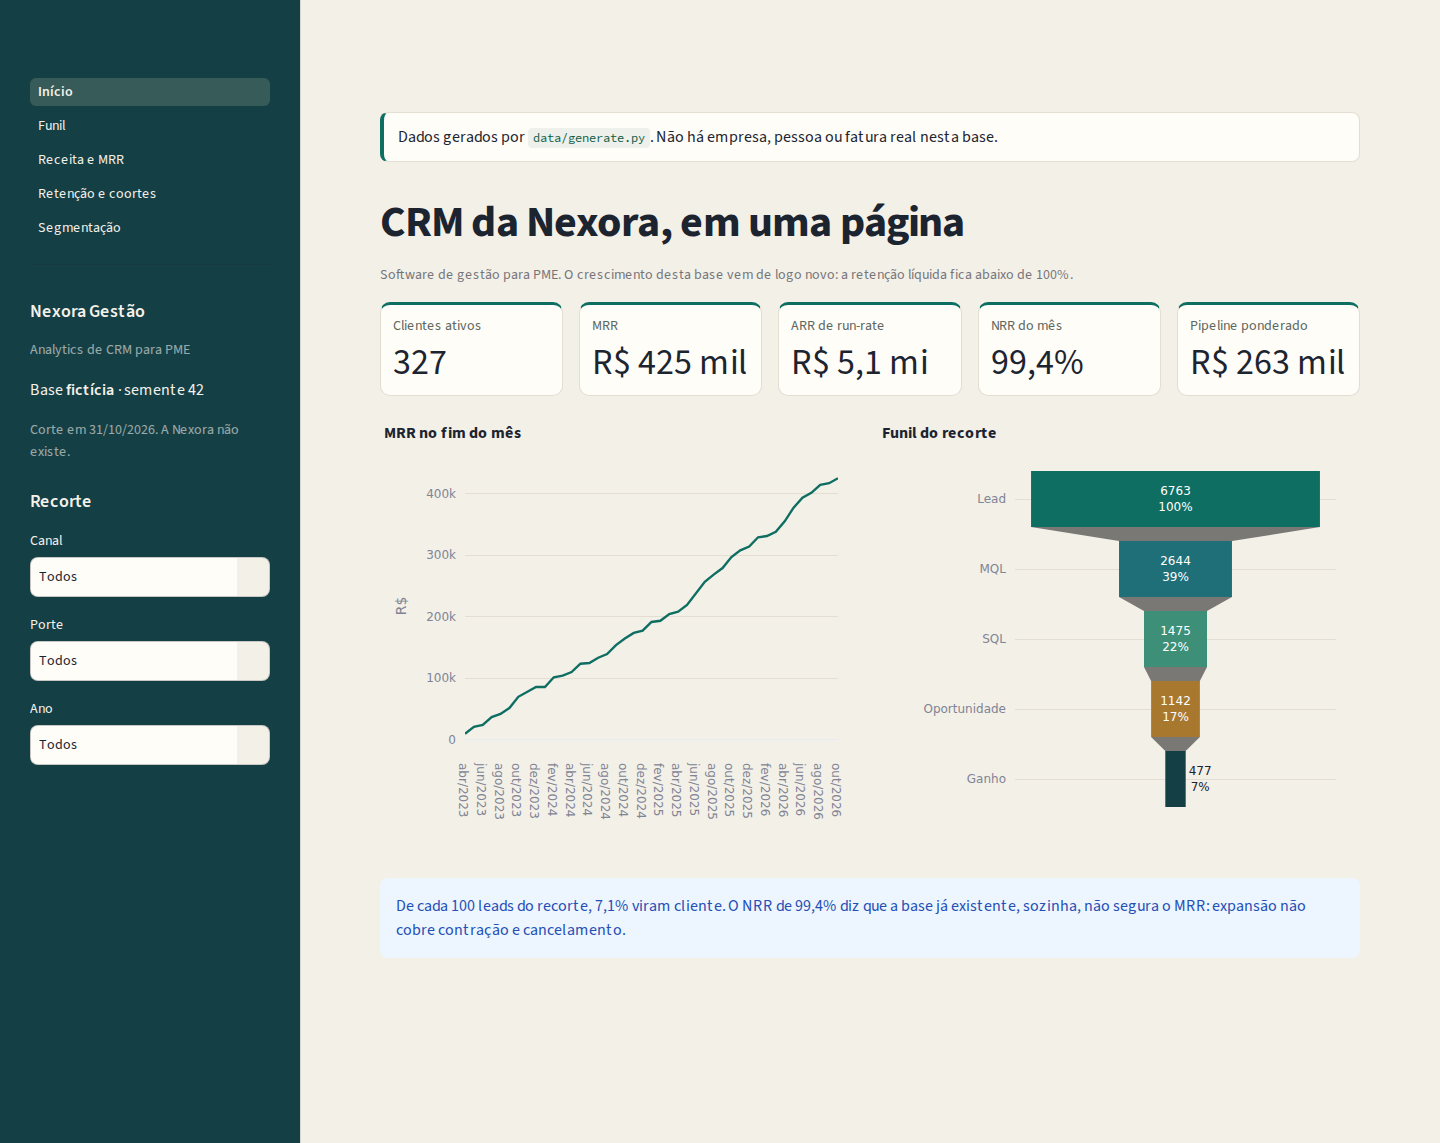 Início
Funil
Receita e MRR
Retenção e coortes
Segmentação
Nexora Gestão
Analytics de CRM para PME
Base fictícia · semente 42
Corte em 31/10/2026. A Nexora não
existe.
Recorte
Canal
Todos
Porte
Todos
Ano
Todos
Dados gerados por data/generate.py. Não há empresa, pessoa ou fatura real nesta base.
CRM da Nexora, em uma página
Software de gestão para PME. O crescimento desta base vem de logo novo: a retenção líquida fica abaixo de 100%.
Clientes ativos
327
MRR
R$ 425 mil
ARR de run-rate
R$ 5,1 mi
NRR do mês
99,4%
Pipeline ponderado
R$ 263 mil
MRR no fim do mês
R$
400k
300k
200k
100k
0
abr/2023
jun/2023
ago/2023
out/2023
dez/2023
fev/2024
abr/2024
jun/2024
ago/2024
out/2024
dez/2024
fev/2025
abr/2025
jun/2025
ago/2025
out/2025
dez/2025
fev/2026
abr/2026
jun/2026
ago/2026
out/2026
Funil do recorte
Lead
6763
100%
MQL
2644
39%
SQL
1475
22%
Oportunidade
1142
17%
Ganho
477
7%
De cada 100 leads do recorte, 7,1% viram cliente. O NRR de 99,4% diz que a base já existente, sozinha, não segura o MRR: expansão não
cobre contração e cancelamento.